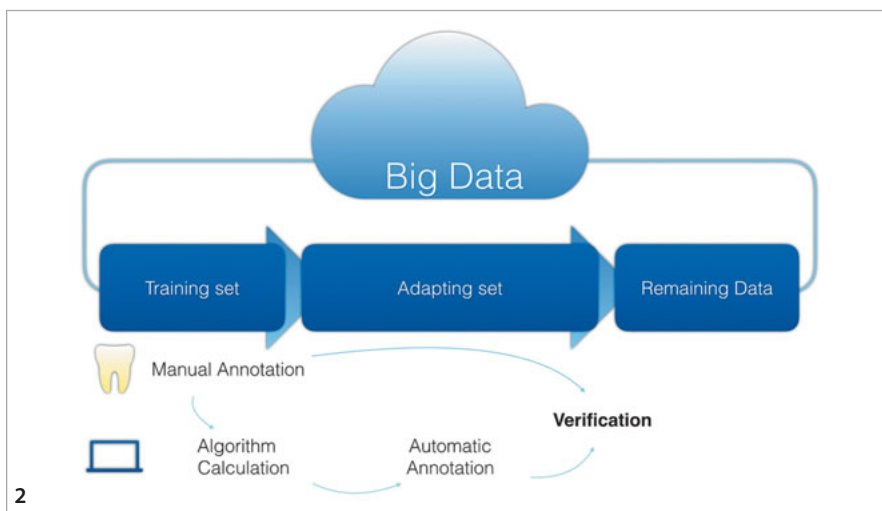 Big Data
Training set
Adapting set
Remaining Data
Manual Annotation
Verification
Algorithm
Calculation
Automatic
Annotation
2